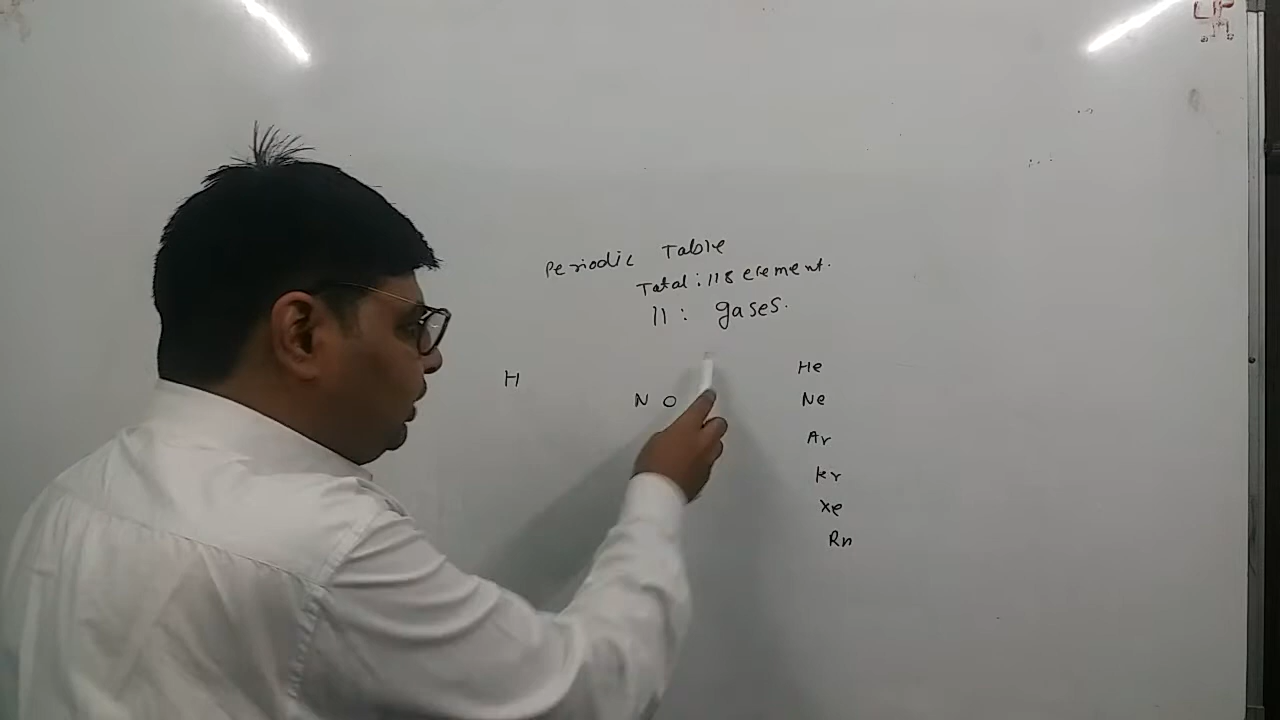 Periodic Table
Total : 118 element.
11 : gases.
H He
N O Ne
Ar
Kr
Xe
Rn